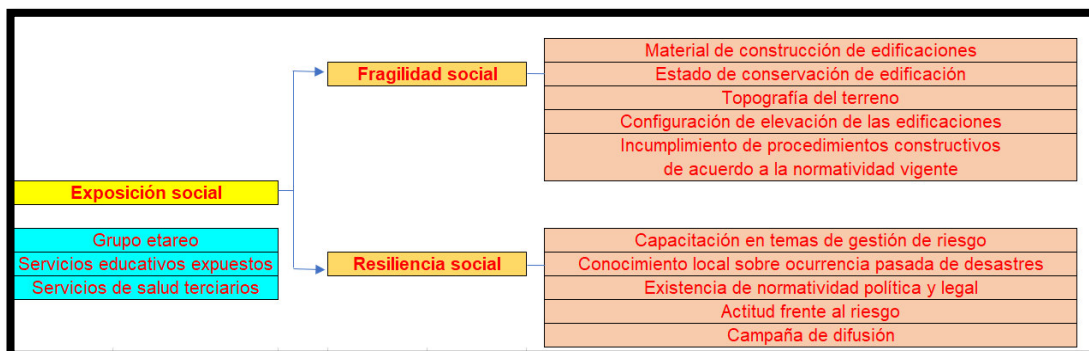 Exposición social
Grupo etareo
Servicios educativos expuestos
Servicios de salud terciarios
Fragilidad social
Material de construcción de edificaciones
Estado de conservación de edificación
Topografía del terreno
Configuración de elevación de las edificaciones
Incumplimiento de procedimientos constructivos
de acuerdo a la normatividad vigente
Resiliencia social
Capacitación en temas de gestión de riesgo
Conocimiento local sobre ocurrencia pasada de desastres
Existencia de normatividad política y legal
Actitud frente al riesgo
Campaña de difusión